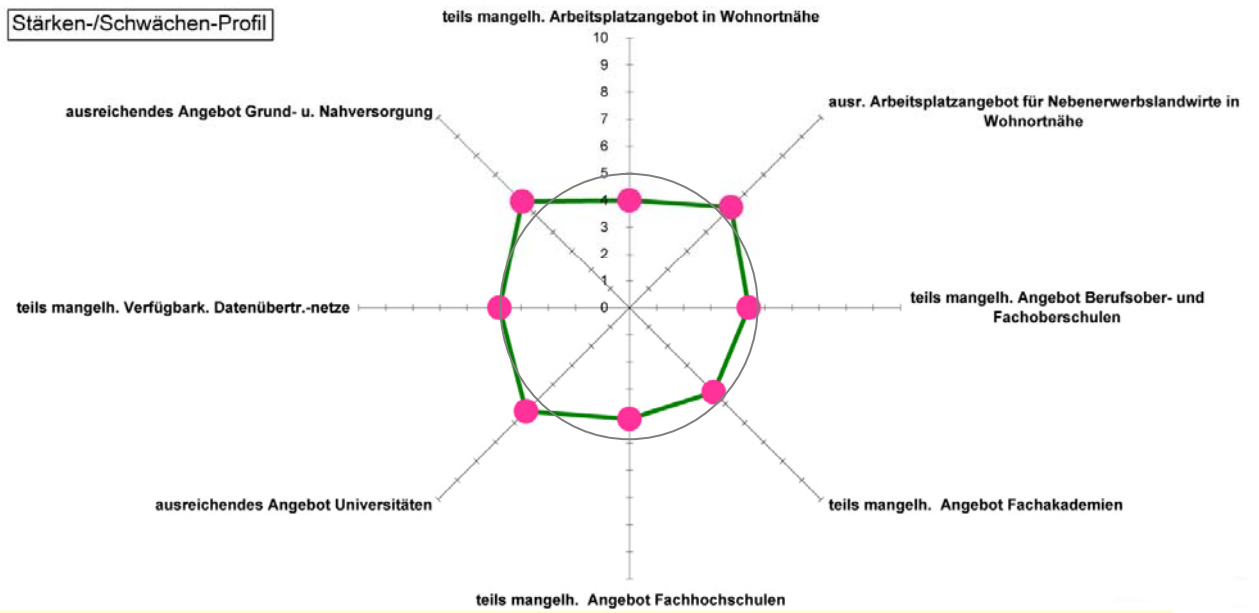 Stärken-/Schwächen-Profil
teils mangelh. Arbeitsplatzangebot in Wohnortnähe
10
9
8
7
6
5
4
3
2
1
0
ausreichendes Angebot Grund- u. Nahversorgung
ausr. Arbeitsplatzangebot für Nebenerwerbslandwirte in
Wohnortnähe
teils mangelh. Verfügbark. Datenübertr.-netze
teils mangelh. Angebot Berufsober- und
Fachoberschulen
ausreichendes Angebot Universitäten
teils mangelh. Angebot Fachakademien
teils mangelh. Angebot Fachhochschulen